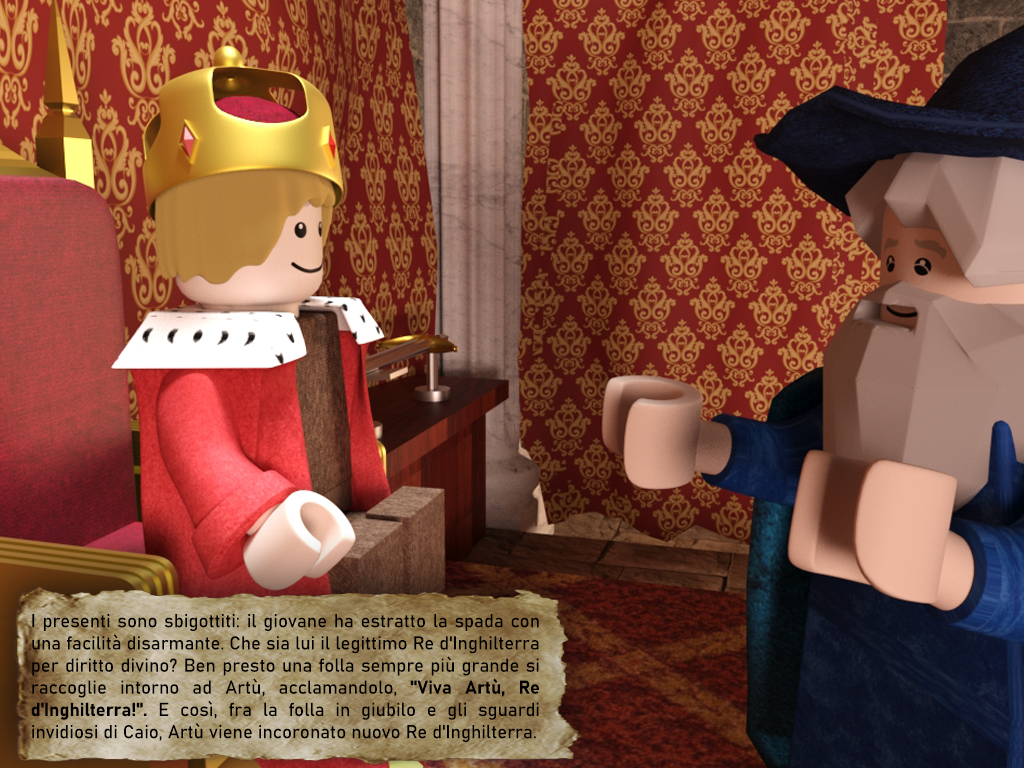 I presenti sono sbigottiti: il giovane ha estratto la spada con
una facilità disarmante. Che sia lui il legittimo Re d'Inghilterra
per diritto divino? Ben presto una folla sempre più grande si
raccoglie intorno ad Artù, acclamandolo, "Viva Artù, Re
d'Inghilterra!". E così, fra la folla in giubilo e gli sguardi
invidiosi di Caio, Artù viene incoronato nuovo Re d'Inghilterra.